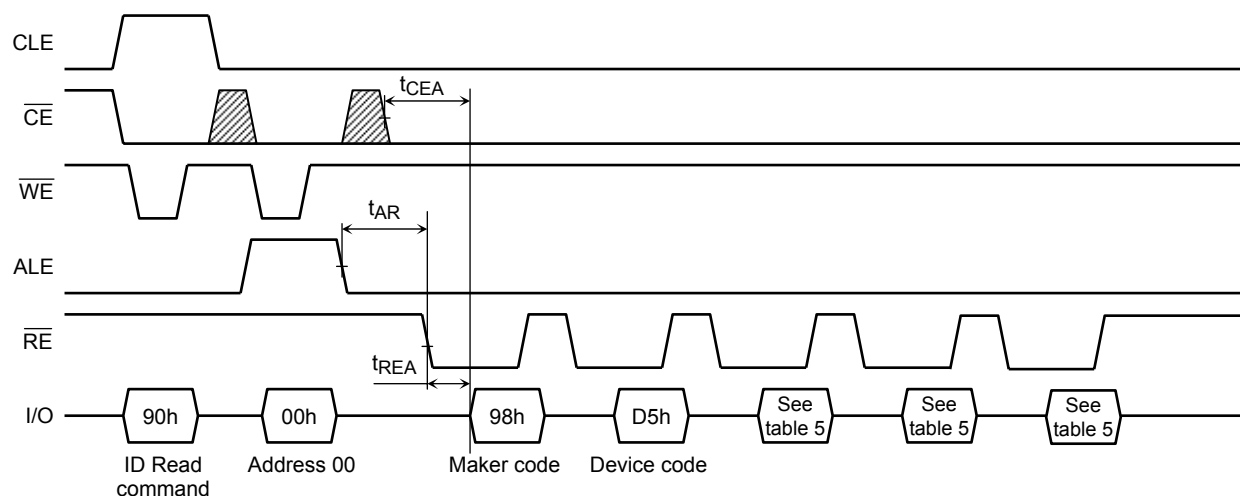 CLE
tCEA
CE
WE
tAR
ALE
RE
tREA
I/O
90h
00h
98h
D5h
See
table 5
See
table 5
See
table 5
ID Read
command
Address 00
Maker code
Device code